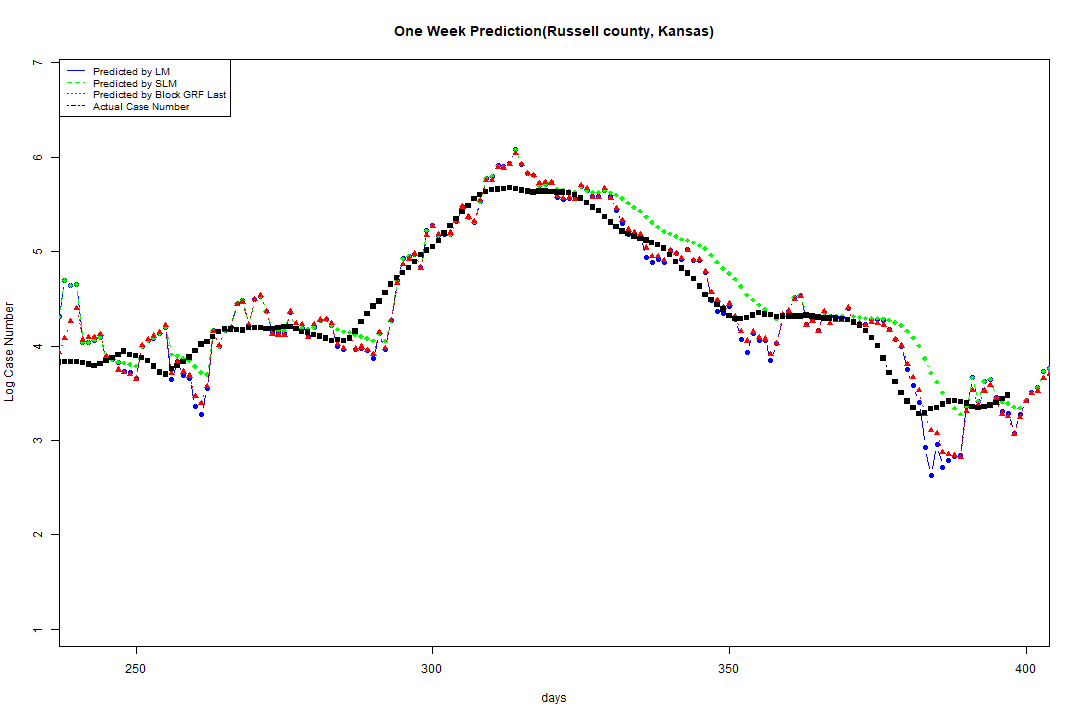 One Week Prediction(Russell county, Kansas)
Predicted by LM
Predicted by SLM
Predicted by Block GRF Last
Actual Case Number
Log Case Number
7
6
5
4
3
2
1
250
300
350
400
days